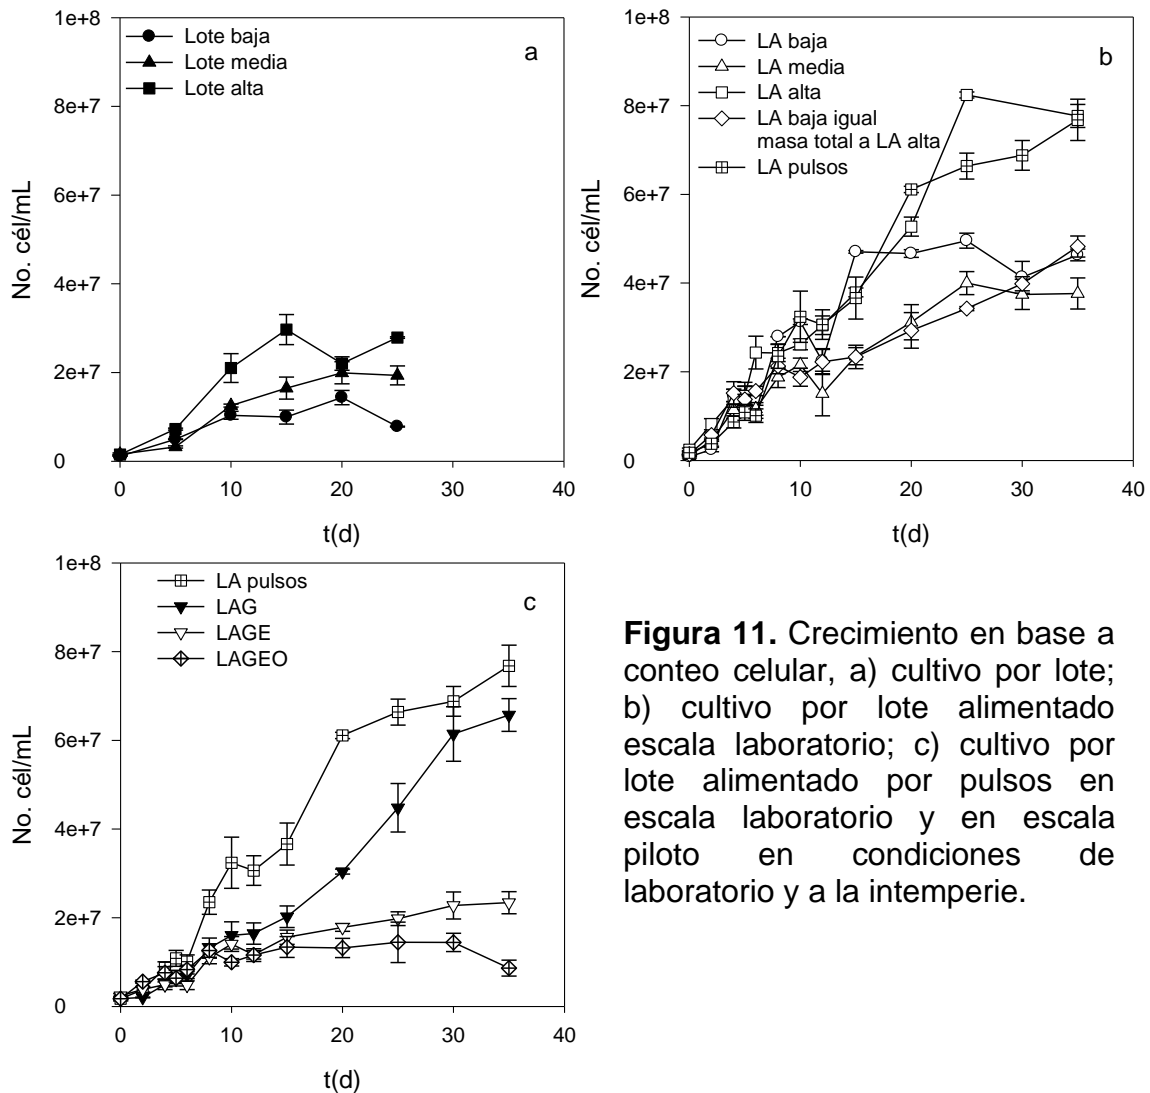 1e+8
8e+7
6e+7
4e+7
2e+7
0
No. cél/mL
Lote baja
Lote media
Lote alta
a
0 10 20 30 40
t(d)
1e+8
8e+7
6e+7
4e+7
2e+7
0
No. cél/mL
LA baja
LA media
LA alta
LA baja igual
masa total a LA alta
LA pulsos
b
0 10 20 30 40
t(d)
1e+8
8e+7
6e+7
4e+7
2e+7
0
No. cél/mL
LA pulsos
LAG
LAGE
LAGEO
c
0 10 20 30 40
t(d)
Figura 11. Crecimiento en base a
conteo celular, a) cultivo por lote;
b) cultivo por lote alimentado
escala laboratorio; c) cultivo por
lote alimentado por pulsos en
escala laboratorio y en escala
piloto en condiciones de
laboratorio y a la intemperie.